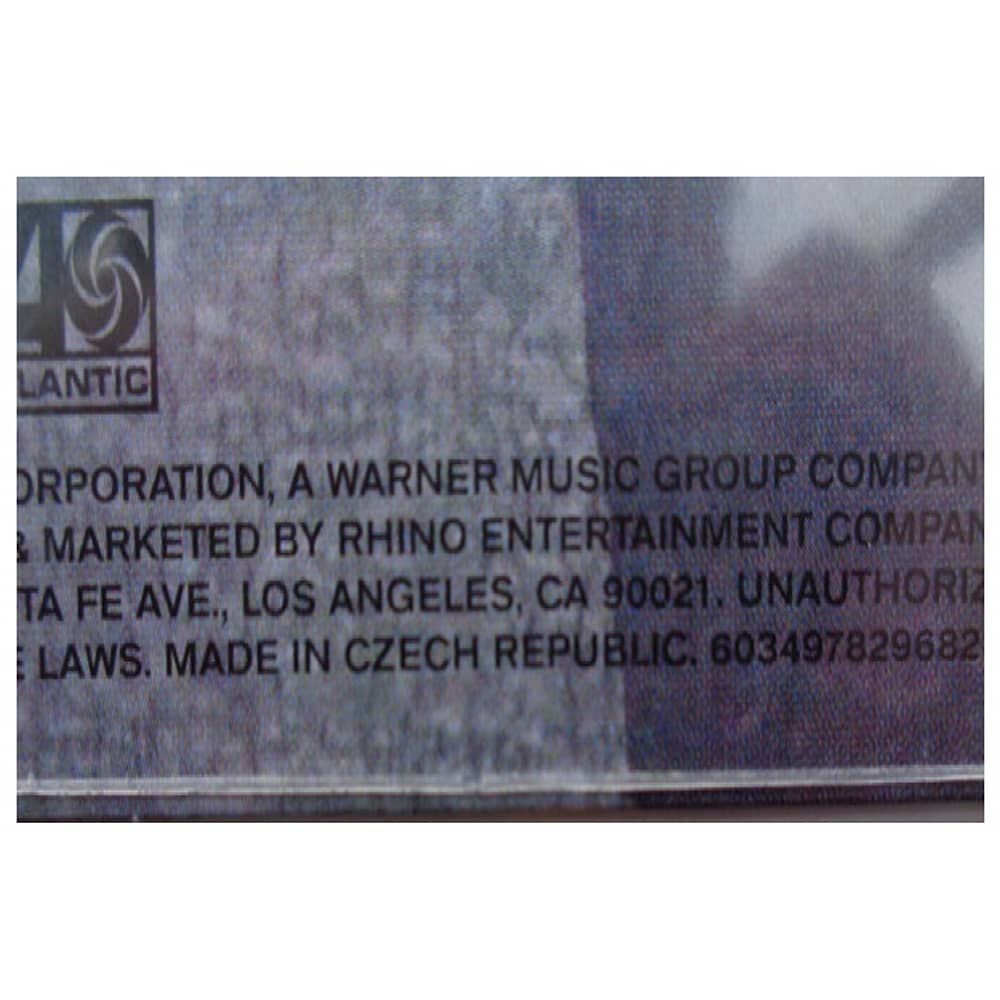 LANTIC
ORPORATION, A WARNER MUSIC GROUP COMPAN
& MARKETED BY RHINO ENTERTAINMENT COMPAN
TA FE AVE., LOS ANGELES, CA 90021. UNAUTHORIZ
E LAWS. MADE IN CZECH REPUBLIC. 603497829682